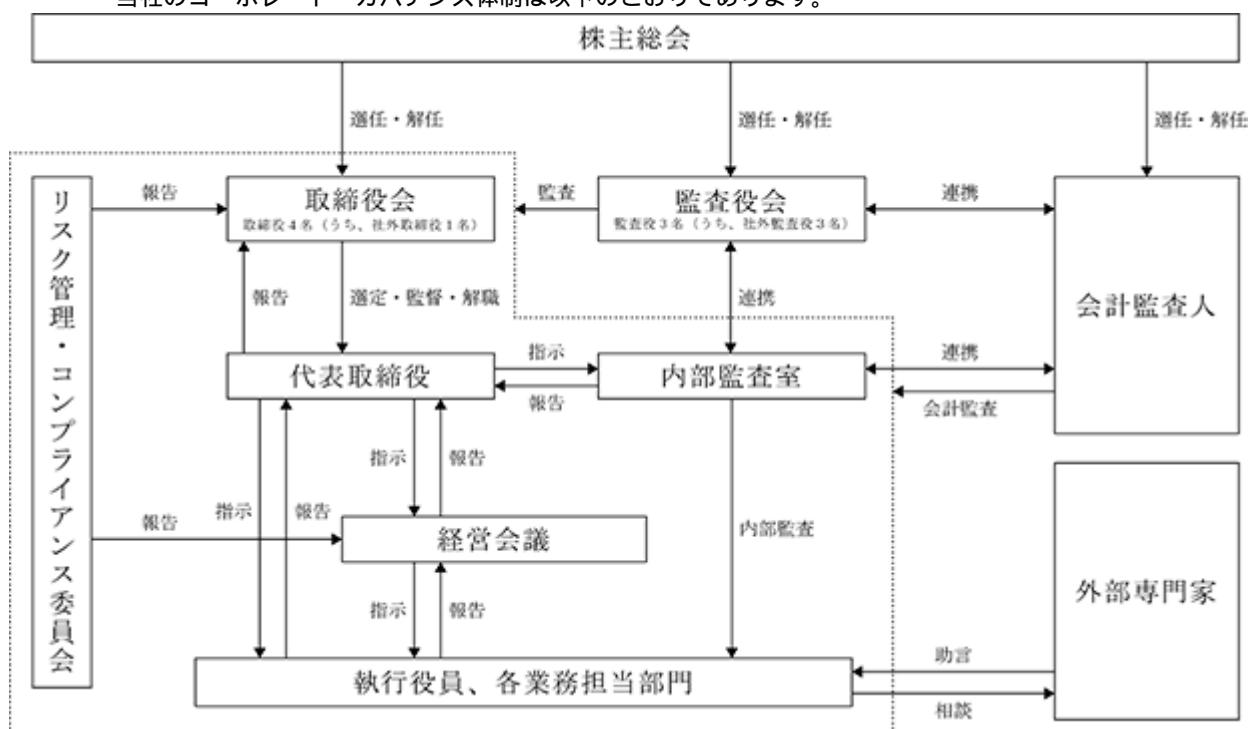 当社のコーポレート・ガバナンス体制は以下のとおりであります。
株主総会
選任・解任
選任・解任
選任・解任
リスク管理・コンプライアンス委員会
報告
取締役会
取締役4名（うち、社外取締役1名）
監査
監査役会
監査役3名（うち、社外監査役3名）
連携
会計監査人
報告
選定・監督・解職
連携
代表取締役
指示
報告
内部監査室
連携
会計監査
指示
報告
指示
報告
報告
経営会議
内部監査
指示
報告
外部専門家
執行役員、各業務担当部門
助言
相談